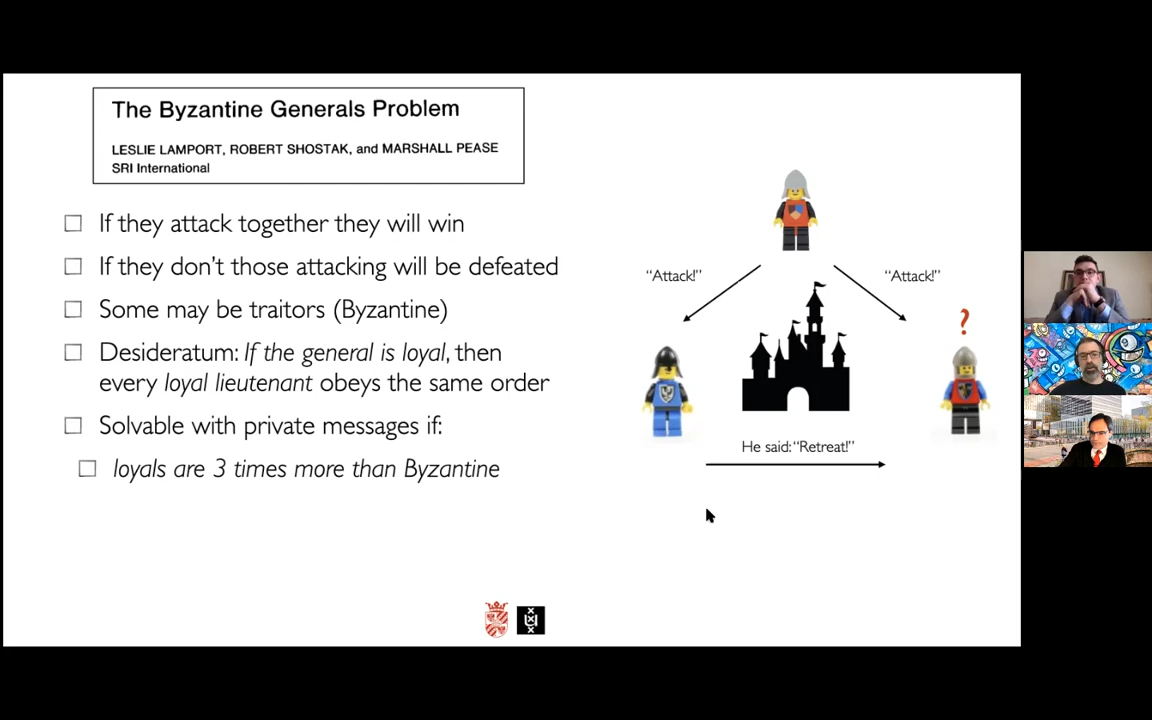 The Byzantine Generals Problem
LESLIE LAMPORT, ROBERT SHOSTAK, and MARSHALL PEASE
SRI International
If they attack together they will win
If they don't those attacking will be defeated
Some may be traitors (Byzantine)
Desideratum: If the general is loyal, then
every loyal lieutenant obeys the same order
Solvable with private messages if:
loyals are 3 times more than Byzantine
"Attack!"
"Attack!"
?
He said: "Retreat!"